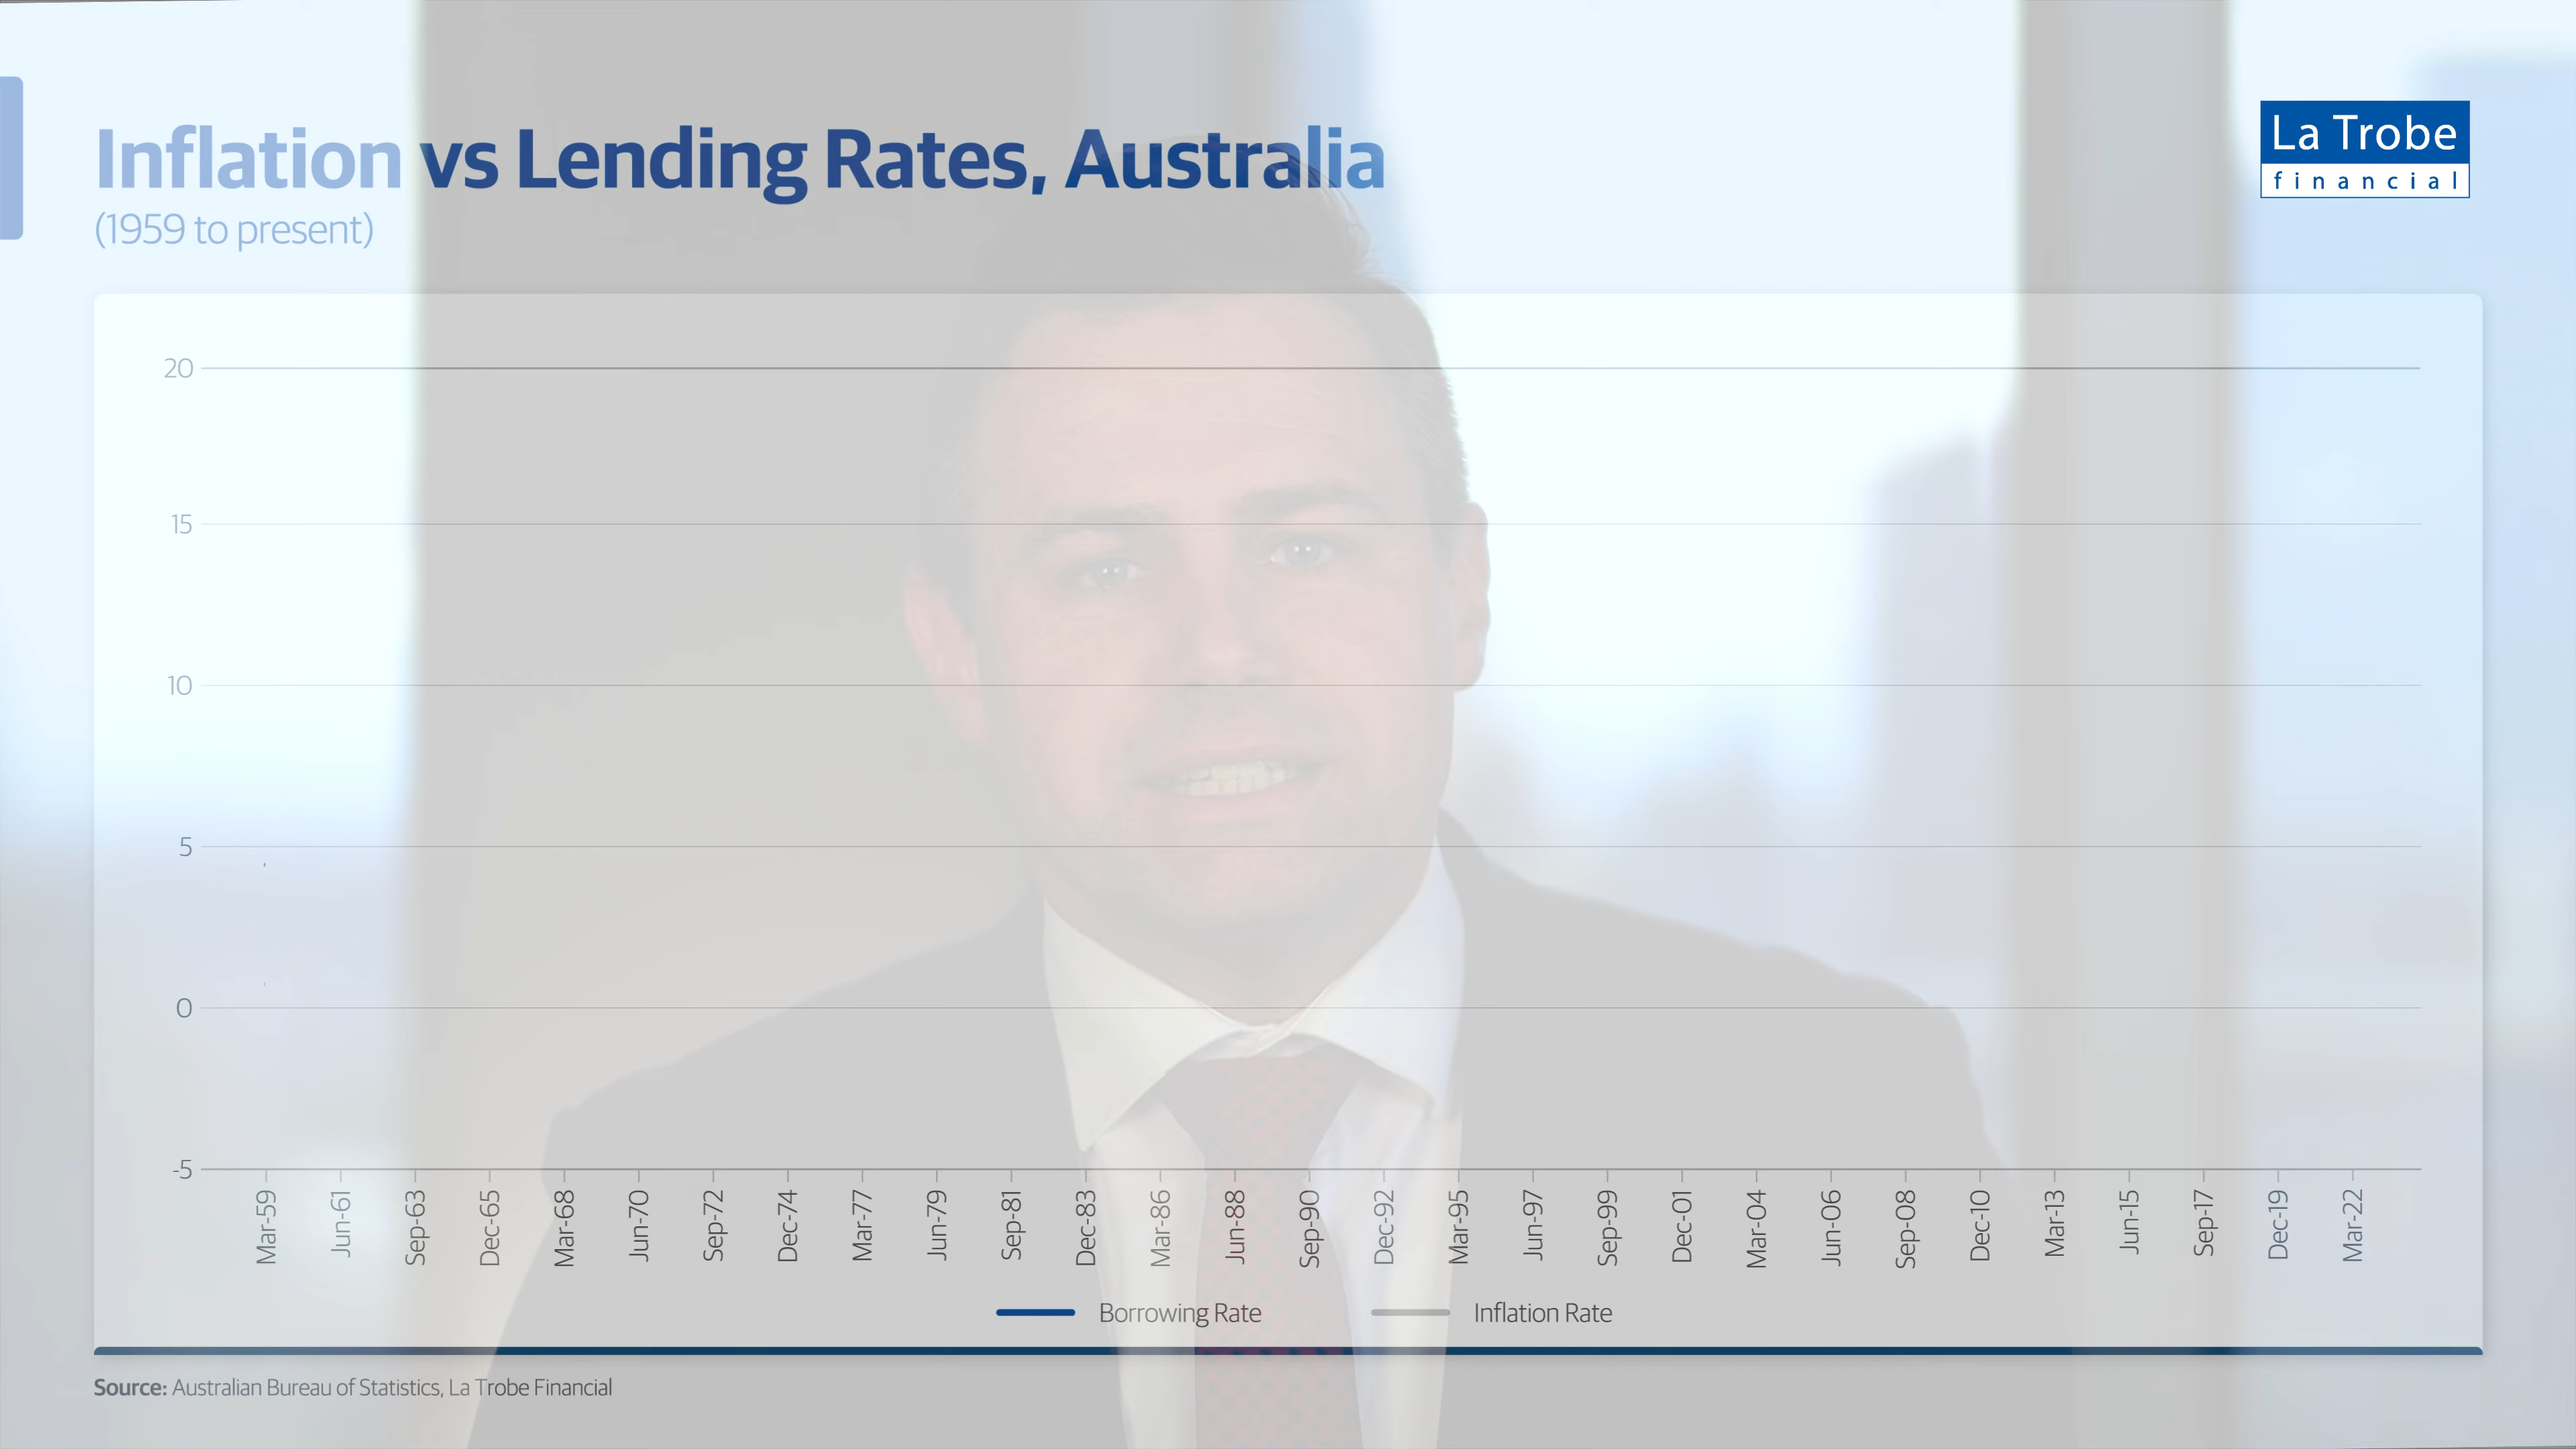 Inflation vs Lending Rates, Australia
(1959 to present)
La Trobe
financial
20
15
10
5
0
-5
Mar-59
Jun-61
Sep-63
Dec-65
Mar-68
Jun-70
Sep-72
Dec-74
Mar-77
Jun-79
Sep-81
Dec-83
Mar-86
Jun-88
Sep-90
Dec-92
Mar-95
Jun-97
Sep-99
Dec-01
Mar-04
Jun-06
Sep-08
Dec-10
Mar-13
Jun-15
Sep-17
Dec-19
Mar-22
Borrowing Rate
Inflation Rate
Source: Australian Bureau of Statistics, La Trobe Financial